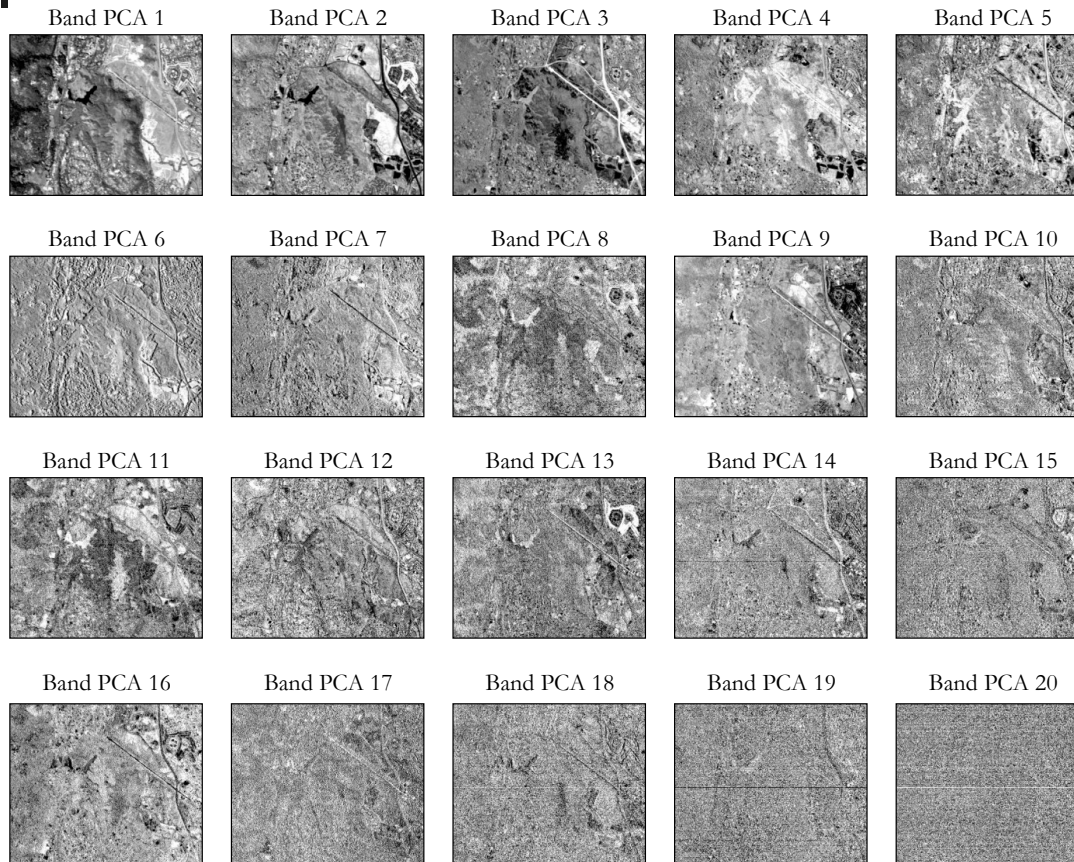 Band PCA 1 Band PCA 2 Band PCA 3 Band PCA 4 Band PCA 5
Band PCA 6 Band PCA 7 Band PCA 8 Band PCA 9 Band PCA 10
Band PCA 11 Band PCA 12 Band PCA 13 Band PCA 14 Band PCA 15
Band PCA 16 Band PCA 17 Band PCA 18 Band PCA 19 Band PCA 20